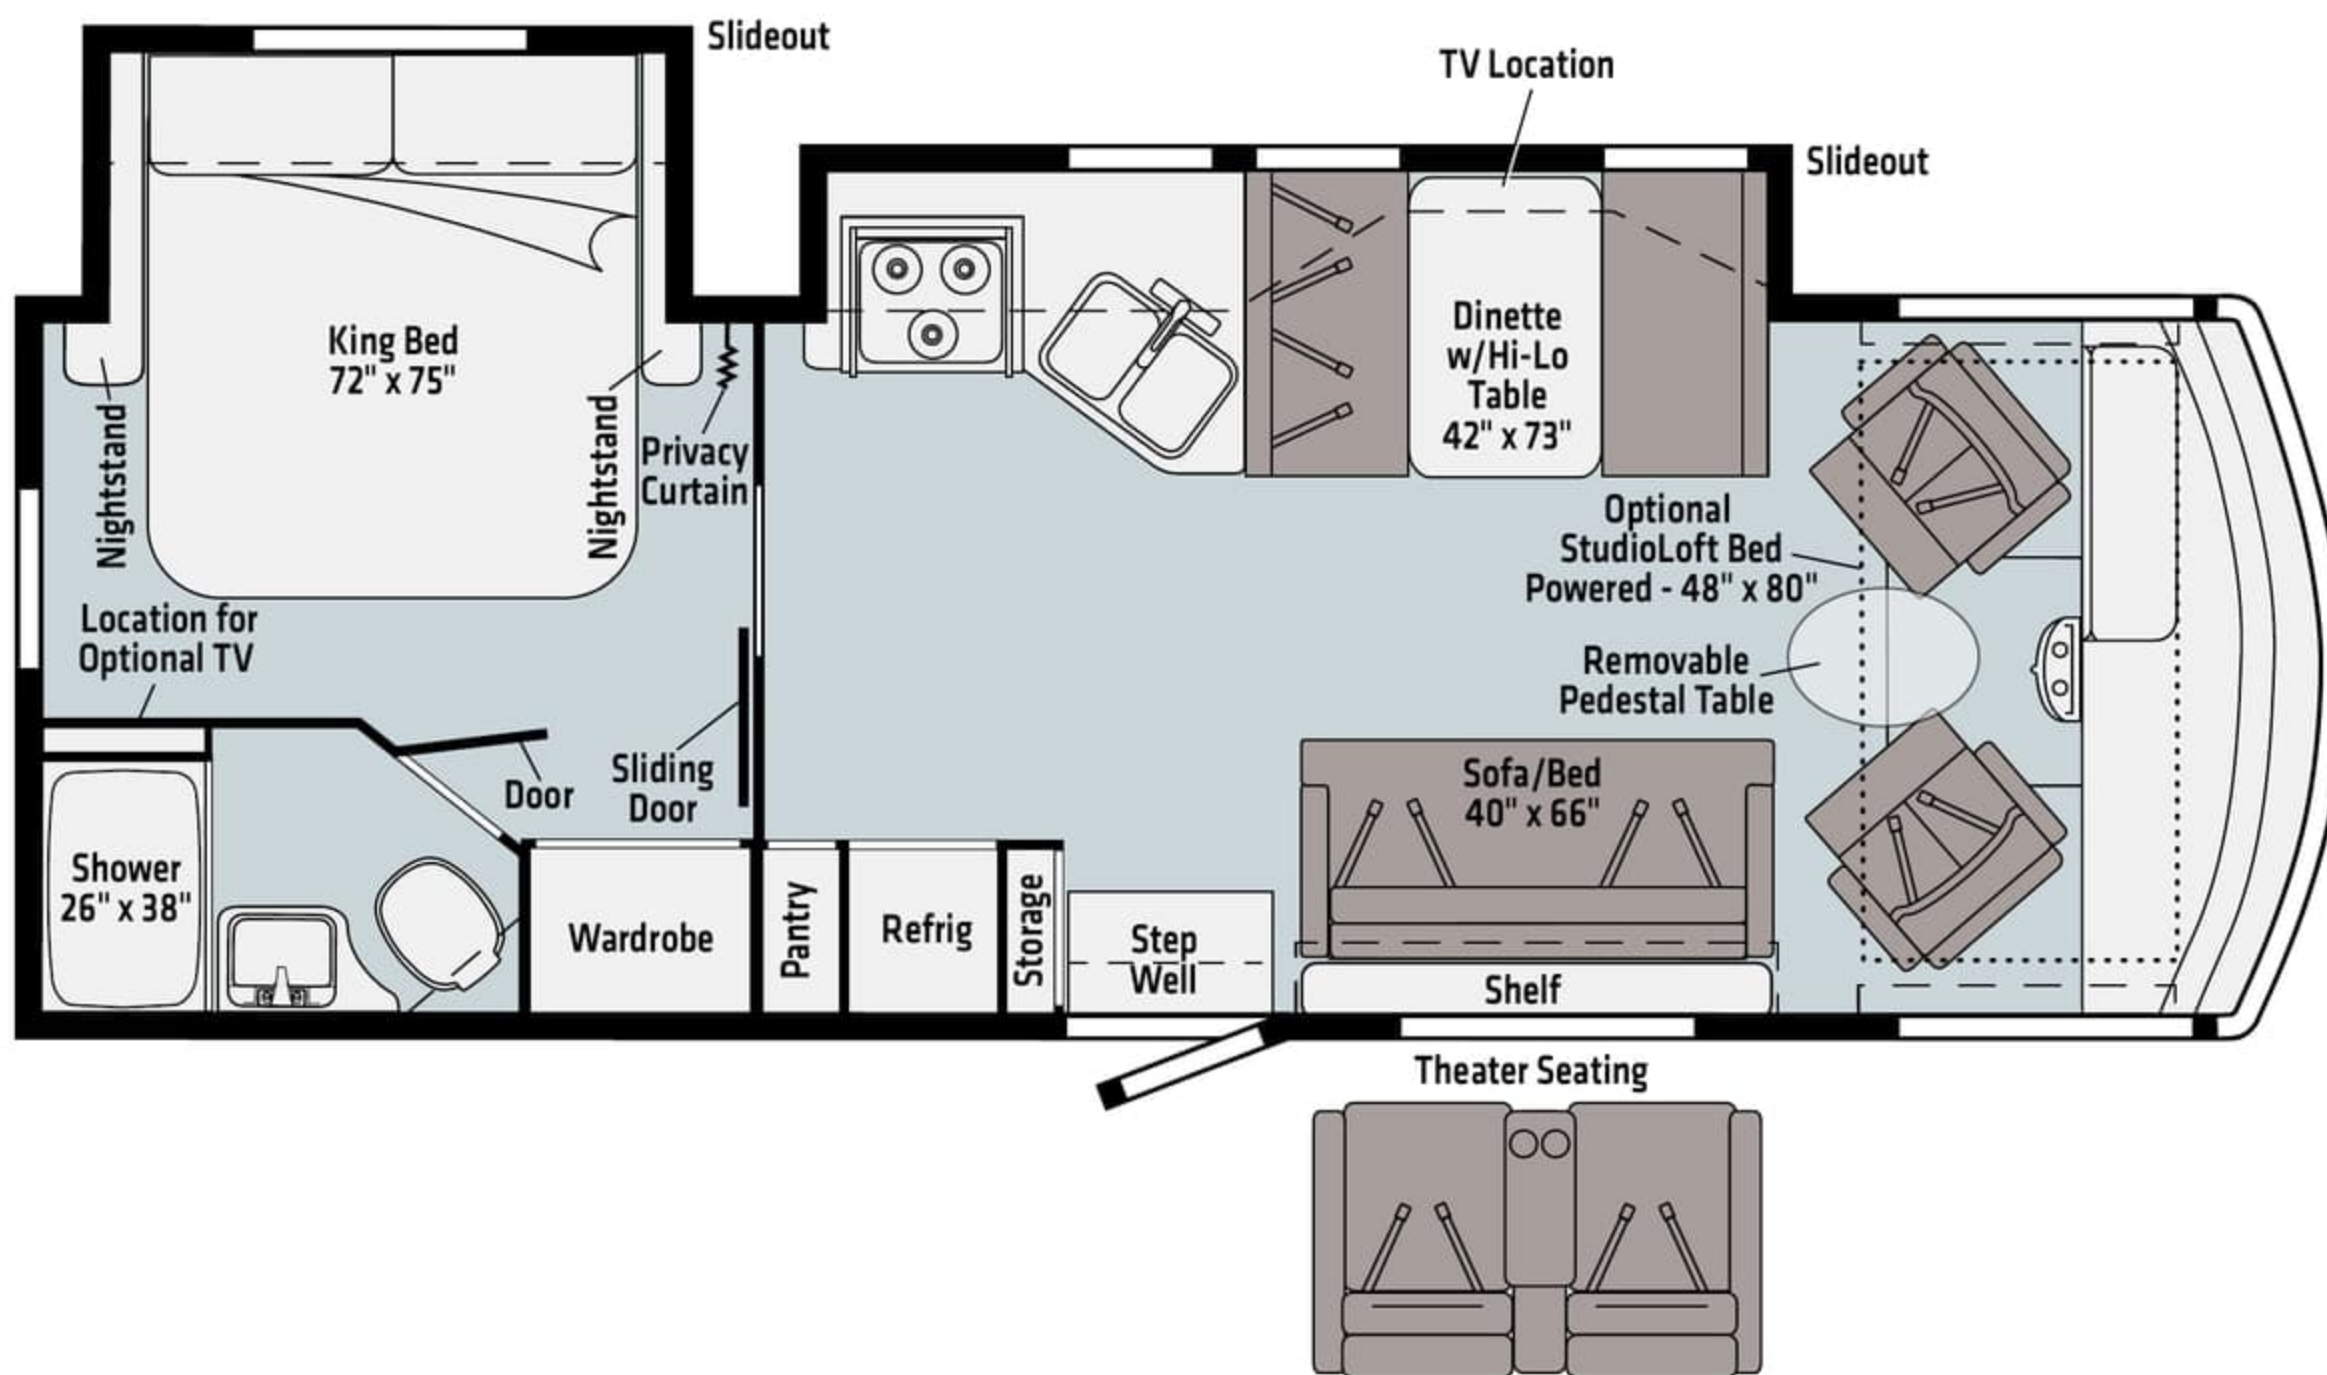 Slideout
TV Location
Slideout
King Bed
72" x 75"
Nightstand
Nightstand
Privacy
Curtain
Dinette
w/Hi-Lo
Table
42" x 73"
Optional
StudioLoft Bed
Powered - 48" x 80"
Removable
Pedestal Table
Location for
Optional TV
Door
Sliding
Door
Sofa/Bed
40" x 66"
Shower
26" x 38"
Wardrobe
Pantry
Refrig
Storage
Step
Well
Shelf
Theater Seating